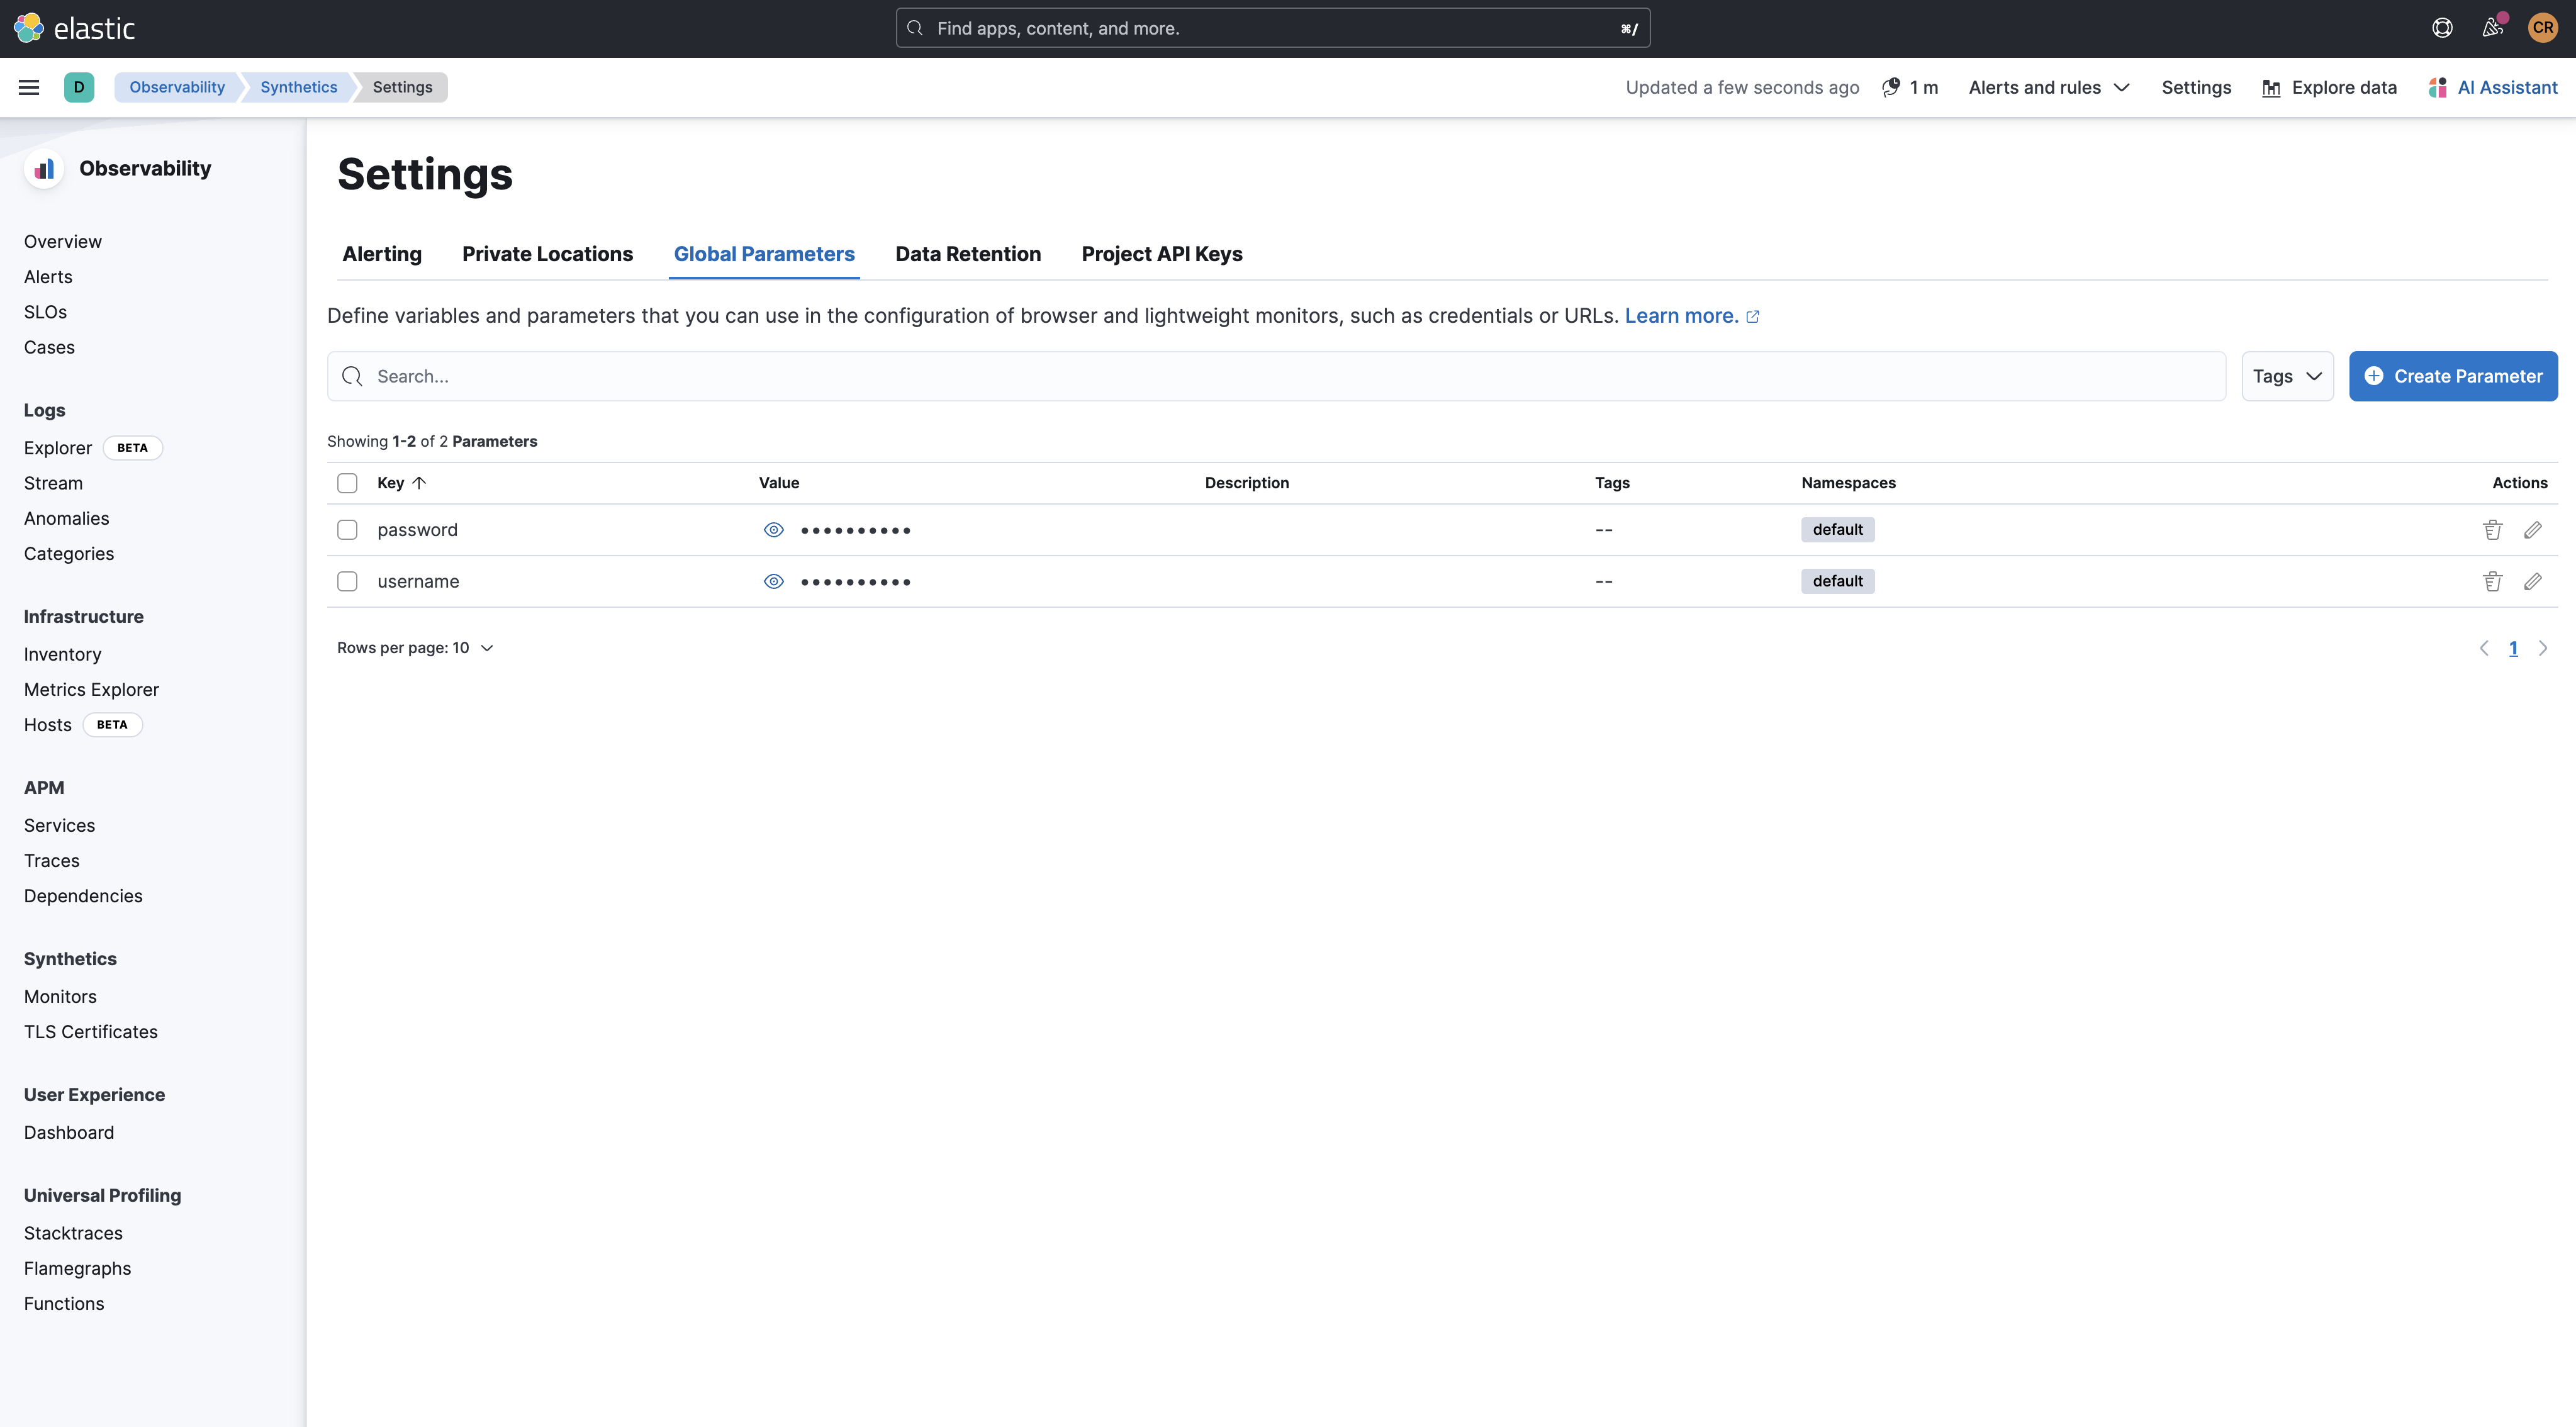 elastic
Find apps, content, and more.
⌘/
CR
D
Observability
Synthetics
Settings
Updated a few seconds ago
1 m
Alerts and rules
Settings
Explore data
AI Assistant
Observability
Overview
Alerts
SLOs
Cases
Logs
Explorer BETA
Stream
Anomalies
Categories
Infrastructure
Inventory
Metrics Explorer
Hosts BETA
APM
Services
Traces
Dependencies
Synthetics
Monitors
TLS Certificates
User Experience
Dashboard
Universal Profiling
Stacktraces
Flamegraphs
Functions
Settings
Alerting Private Locations Global Parameters Data Retention Project API Keys
Define variables and parameters that you can use in the configuration of browser and lightweight monitors, such as credentials or URLs. Learn more.
Search...
Tags
Create Parameter
Showing 1-2 of 2 Parameters
Key Value Description Tags Namespaces Actions
password •••••••••• -- default
username •••••••••• -- default
Rows per page: 10
1